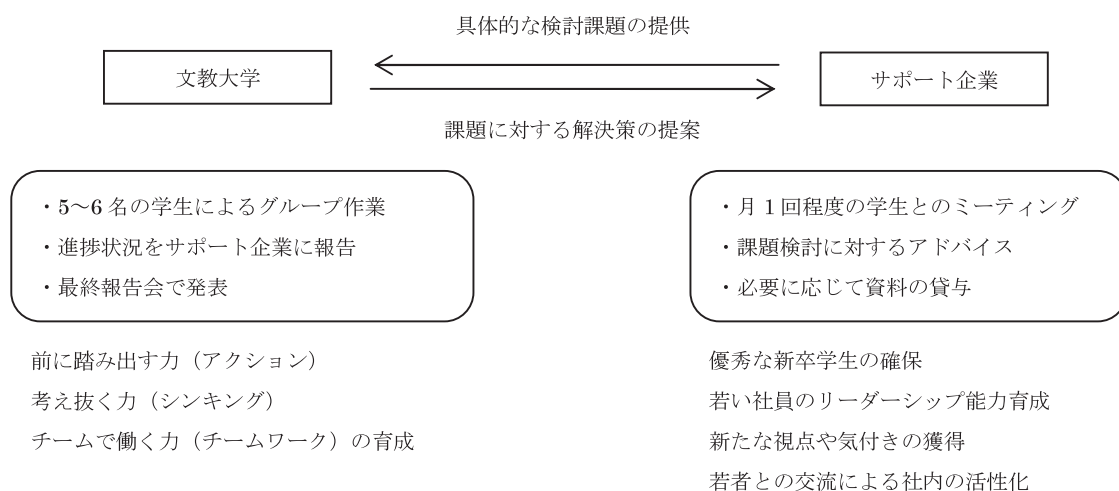 具体的な検討課題の提供
文教大学
サポート企業
課題に対する解決策の提案
・5～6 名の学生によるグループ作業
・進捗状況をサポート企業に報告
・最終報告会で発表
・月 1 回程度の学生とのミーティング
・課題検討に対するアドバイス
・必要に応じて資料の貸与
前に踏み出す力（アクション）
考え抜く力（シンキング）
チームで働く力（チームワーク）の育成
優秀な新卒学生の確保
若い社員のリーダーシップ能力育成
新たな視点や気付きの獲得
若者との交流による社内の活性化